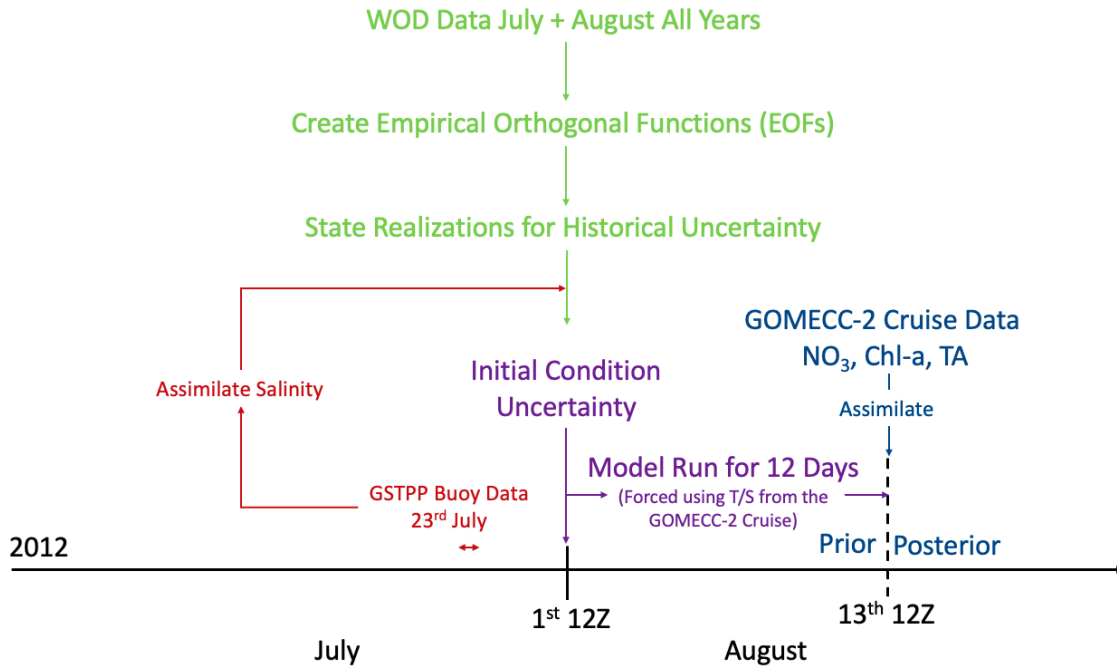 WOD Data July + August All Years
Create Empirical Orthogonal Functions (EOFs)
State Realizations for Historical Uncertainty
GOMECC-2 Cruise Data
NO₃, Chl-a, TA
Assimilate
Initial Condition
Uncertainty
Assimilate Salinity
Model Run for 12 Days
(Forced using T/S from the
GOMECC-2 Cruise)
GSTPP Buoy Data
23ʳᵈ July
Prior
Posterior
2012
1ˢᵗ 12Z
13ᵗʰ 12Z
July
August